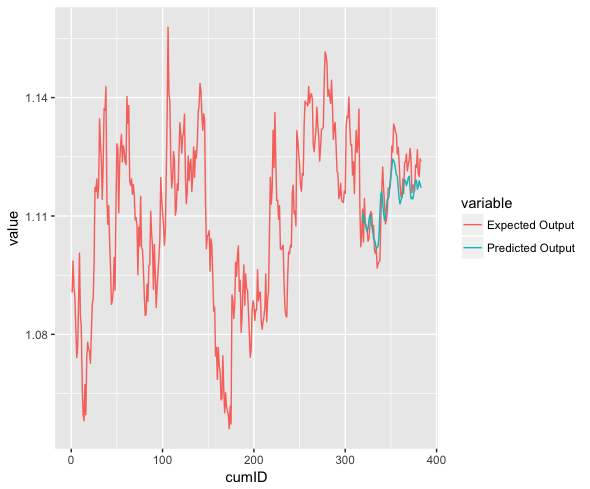 1.14
1.11
1.08
value
0
100
200
300
400
cumID
variable
Expected Output
Predicted Output